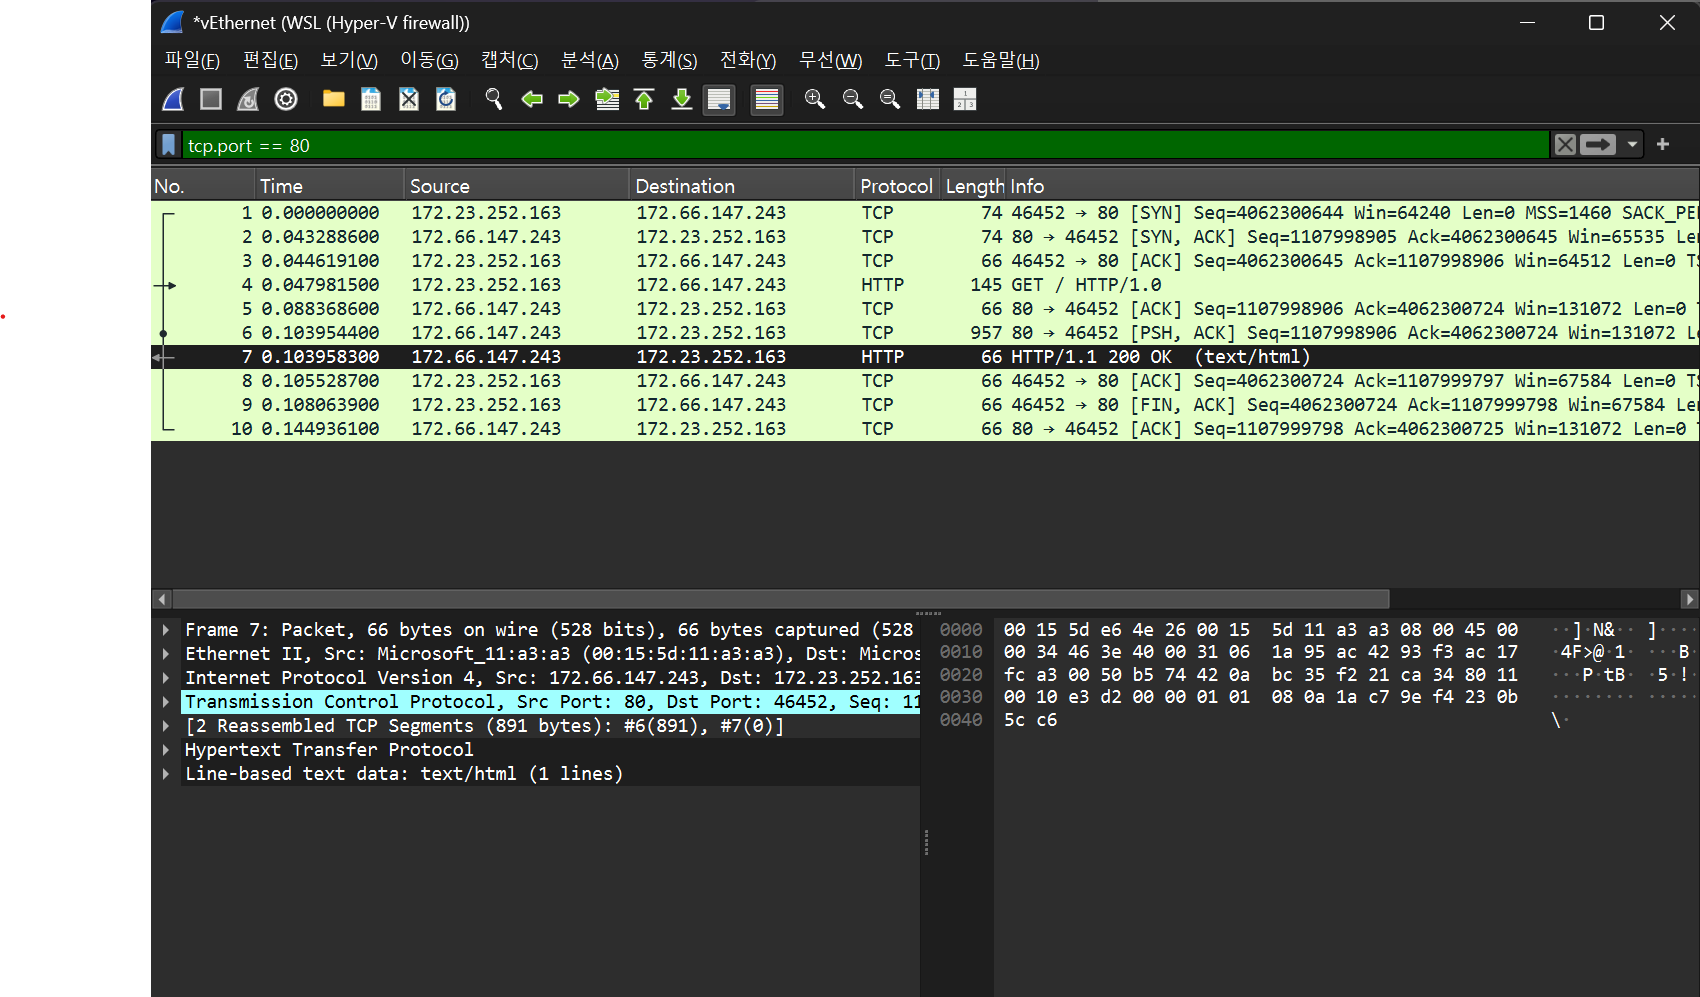 *vEthernet (WSL (Hyper-V firewall))
파일(F) 편집(E) 보기(V) 이동(G) 캡처(C) 분석(A) 통계(S) 전화(Y) 무선(W) 도구(T) 도움말(H)
tcp.port == 80
No. Time Source Destination Protocol Length Info
1 0.000000000 172.23.252.163 172.66.147.243 TCP 74 46452 → 80 [SYN] Seq=4062300644 Win=64240 Len=0 MSS=1460 SACK_PE
2 0.043288600 172.66.147.243 172.23.252.163 TCP 74 80 → 46452 [SYN, ACK] Seq=1107998905 Ack=4062300645 Win=65535 Le
3 0.044619100 172.23.252.163 172.66.147.243 TCP 66 46452 → 80 [ACK] Seq=4062300645 Ack=1107998906 Win=64512 Len=0 T
4 0.047981500 172.23.252.163 172.66.147.243 HTTP 145 GET / HTTP/1.0
5 0.088368600 172.66.147.243 172.23.252.163 TCP 66 80 → 46452 [ACK] Seq=1107998906 Ack=4062300724 Win=131072 Len=0
6 0.103954400 172.66.147.243 172.23.252.163 TCP 957 80 → 46452 [PSH, ACK] Seq=1107998906 Ack=4062300724 Win=131072 L
7 0.103958300 172.66.147.243 172.23.252.163 HTTP 66 HTTP/1.1 200 OK (text/html)
8 0.105528700 172.23.252.163 172.66.147.243 TCP 66 46452 → 80 [ACK] Seq=4062300724 Ack=1107999797 Win=67584 Len=0 T
9 0.108063900 172.23.252.163 172.66.147.243 TCP 66 46452 → 80 [FIN, ACK] Seq=4062300724 Ack=1107999798 Win=67584 Le
10 0.144936100 172.66.147.243 172.23.252.163 TCP 66 80 → 46452 [ACK] Seq=1107999798 Ack=4062300725 Win=131072 Len=0
Frame 7: Packet, 66 bytes on wire (528 bits), 66 bytes captured (528
Ethernet II, Src: Microsoft_11:a3:a3 (00:15:5d:11:a3:a3), Dst: Micros
Internet Protocol Version 4, Src: 172.66.147.243, Dst: 172.23.252.163
Transmission Control Protocol, Src Port: 80, Dst Port: 46452, Seq: 11
[2 Reassembled TCP Segments (891 bytes): #6(891), #7(0)]
Hypertext Transfer Protocol
Line-based text data: text/html (1 lines)
0000 00 15 5d e6 4e 26 00 15 5d 11 a3 a3 08 00 45 00 ··]·N&·· ]·····E·
0010 00 34 46 3e 40 00 31 06 1a 95 ac 42 93 f3 ac 17 ·4F>@·1· ···B····
0020 fc a3 00 50 b5 74 42 0a bc 35 f2 21 ca 34 80 11 ···P·tB· ·5·!·4··
0030 00 10 e3 d2 00 00 01 01 08 0a 1a c7 9e f4 23 0b ········ ······#·
0040 5c c6 \·